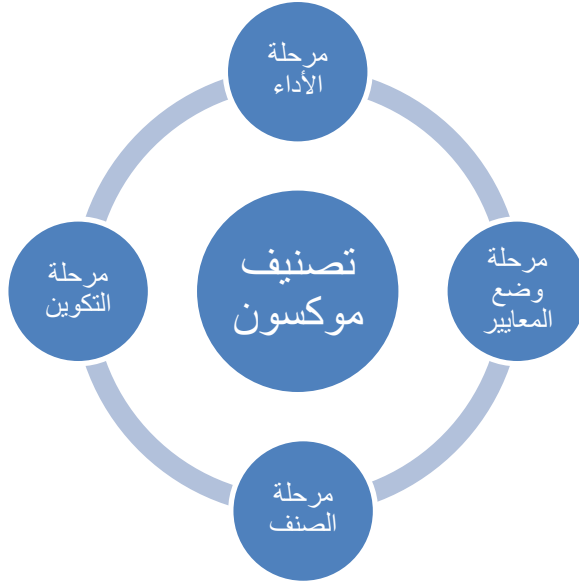 مرحلة
الأداء
تصنيف
موكسون
مرحلة
وضع
المعايير
مرحلة
الصنف
مرحلة
التكوين